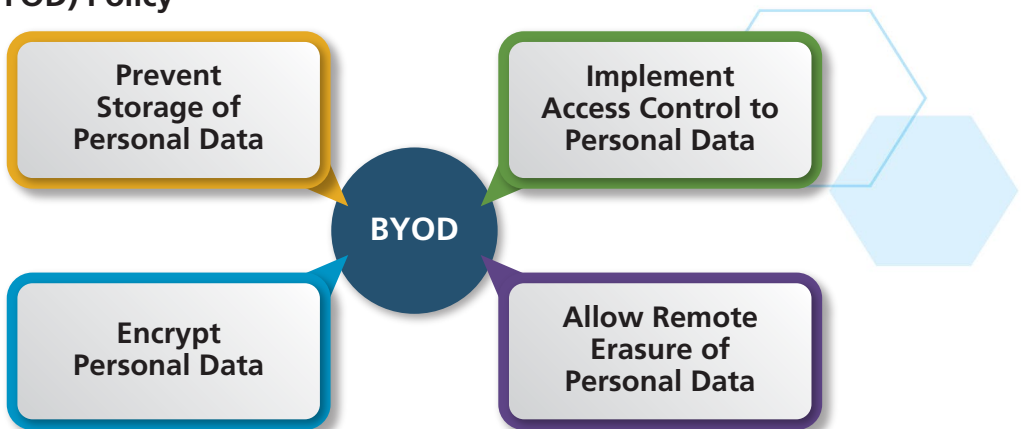 YOD) Policy
Prevent
Storage of
Personal Data
Implement
Access Control to
Personal Data
BYOD
Encrypt
Personal Data
Allow Remote
Erasure of
Personal Data